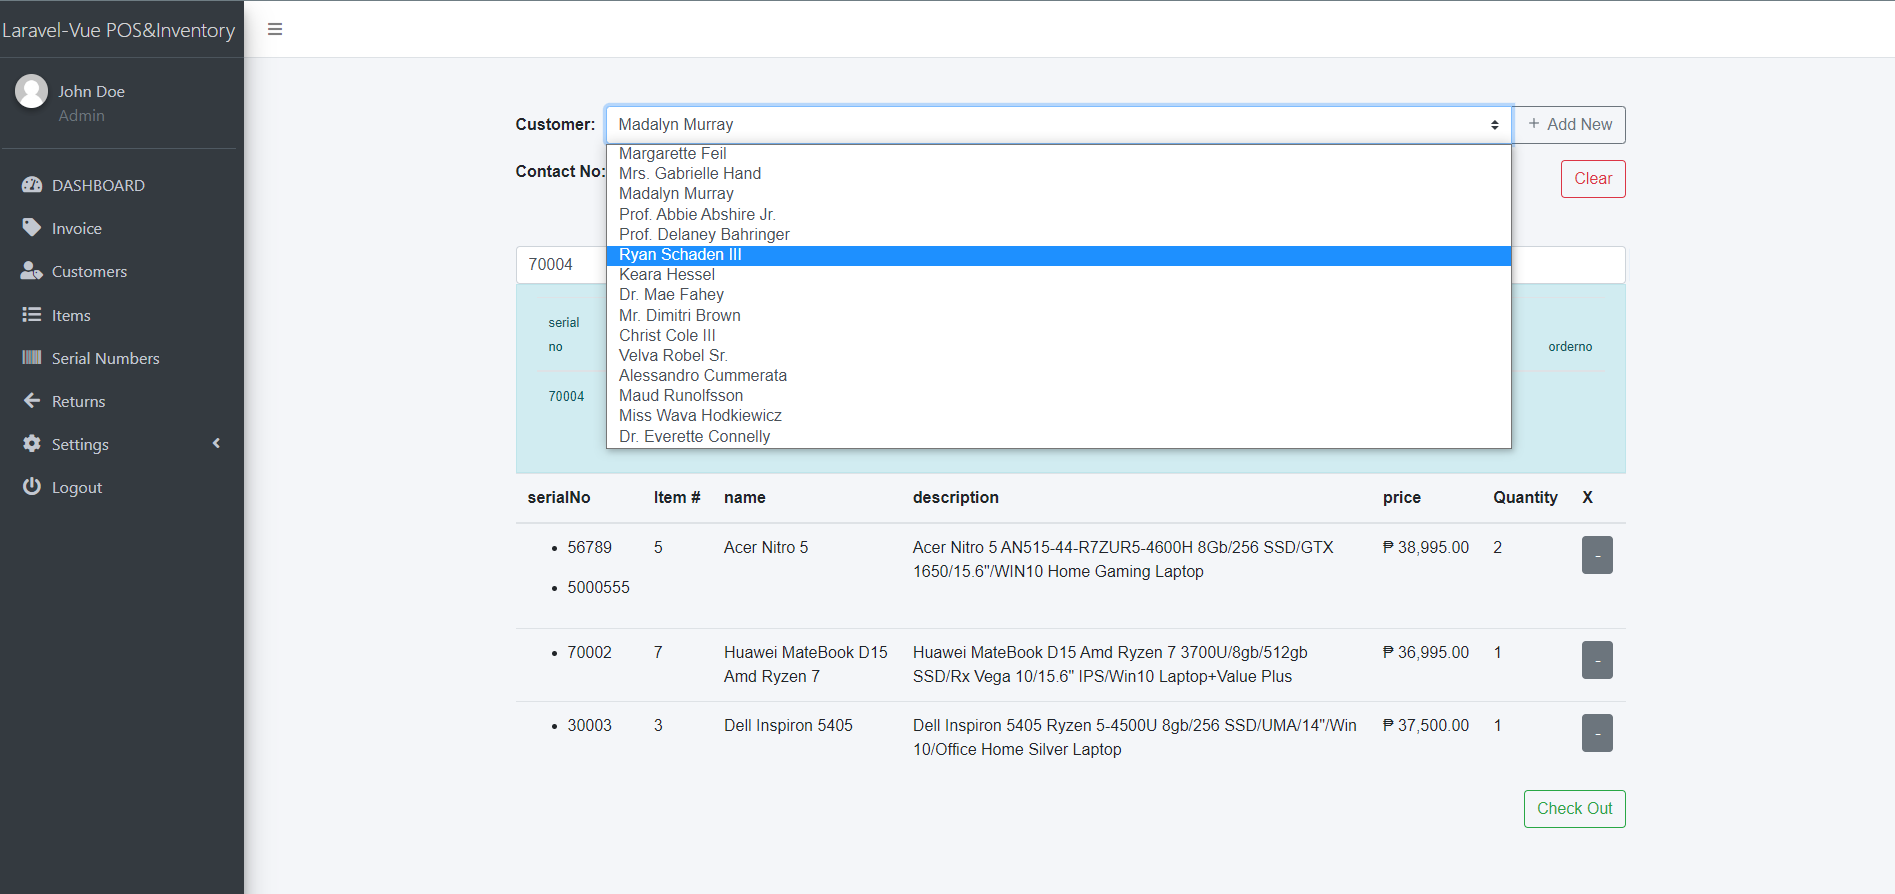 Laravel-Vue POS&Inventory
John Doe
Admin
DASHBOARD
Invoice
Customers
Items
Serial Numbers
Returns
Settings
Logout
Customer: Madalyn Murray + Add New
Margarette Feil
Mrs. Gabrielle Hand
Madalyn Murray
Prof. Abbie Abshire Jr.
Prof. Delaney Bahringer
Ryan Schaden III
Keara Hessel
Dr. Mae Fahey
Mr. Dimitri Brown
Christ Cole III
Velva Robel Sr.
Alessandro Cummerata
Maud Runolfsson
Miss Wava Hodkiewicz
Dr. Everette Connelly
Contact No:
Clear
70004
serial
no
orderno
70004
serialNo Item # name description price Quantity X
56789 5 Acer Nitro 5 Acer Nitro 5 AN515-44-R7ZUR5-4600H 8Gb/256 SSD/GTX ₱ 38,995.00 2 -
1650/15.6"/WIN10 Home Gaming Laptop
5000555
70002 7 Huawei MateBook D15 Huawei MateBook D15 Amd Ryzen 7 3700U/8gb/512gb ₱ 36,995.00 1 -
Amd Ryzen 7 SSD/Rx Vega 10/15.6" IPS/Win10 Laptop+Value Plus
30003 3 Dell Inspiron 5405 Dell Inspiron 5405 Ryzen 5-4500U 8gb/256 SSD/UMA/14"/Win ₱ 37,500.00 1 -
10/Office Home Silver Laptop
Check Out